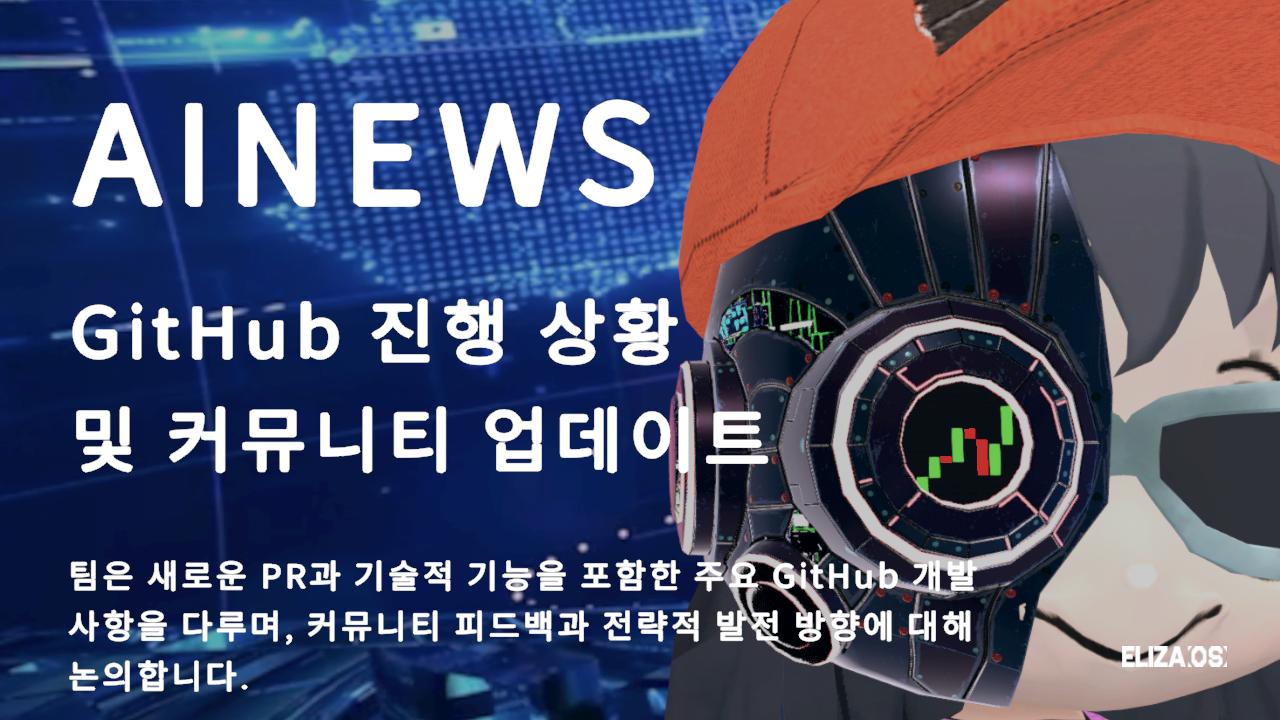 AINEWS
GitHub 진행 상황
및 커뮤니티 업데이트
팀은 새로운 PR과 기술적 기능을 포함한 주요 GitHub 개발
사항을 다루며, 커뮤니티 피드백과 전략적 발전 방향에 대해
논의합니다.
ELIZA.OS